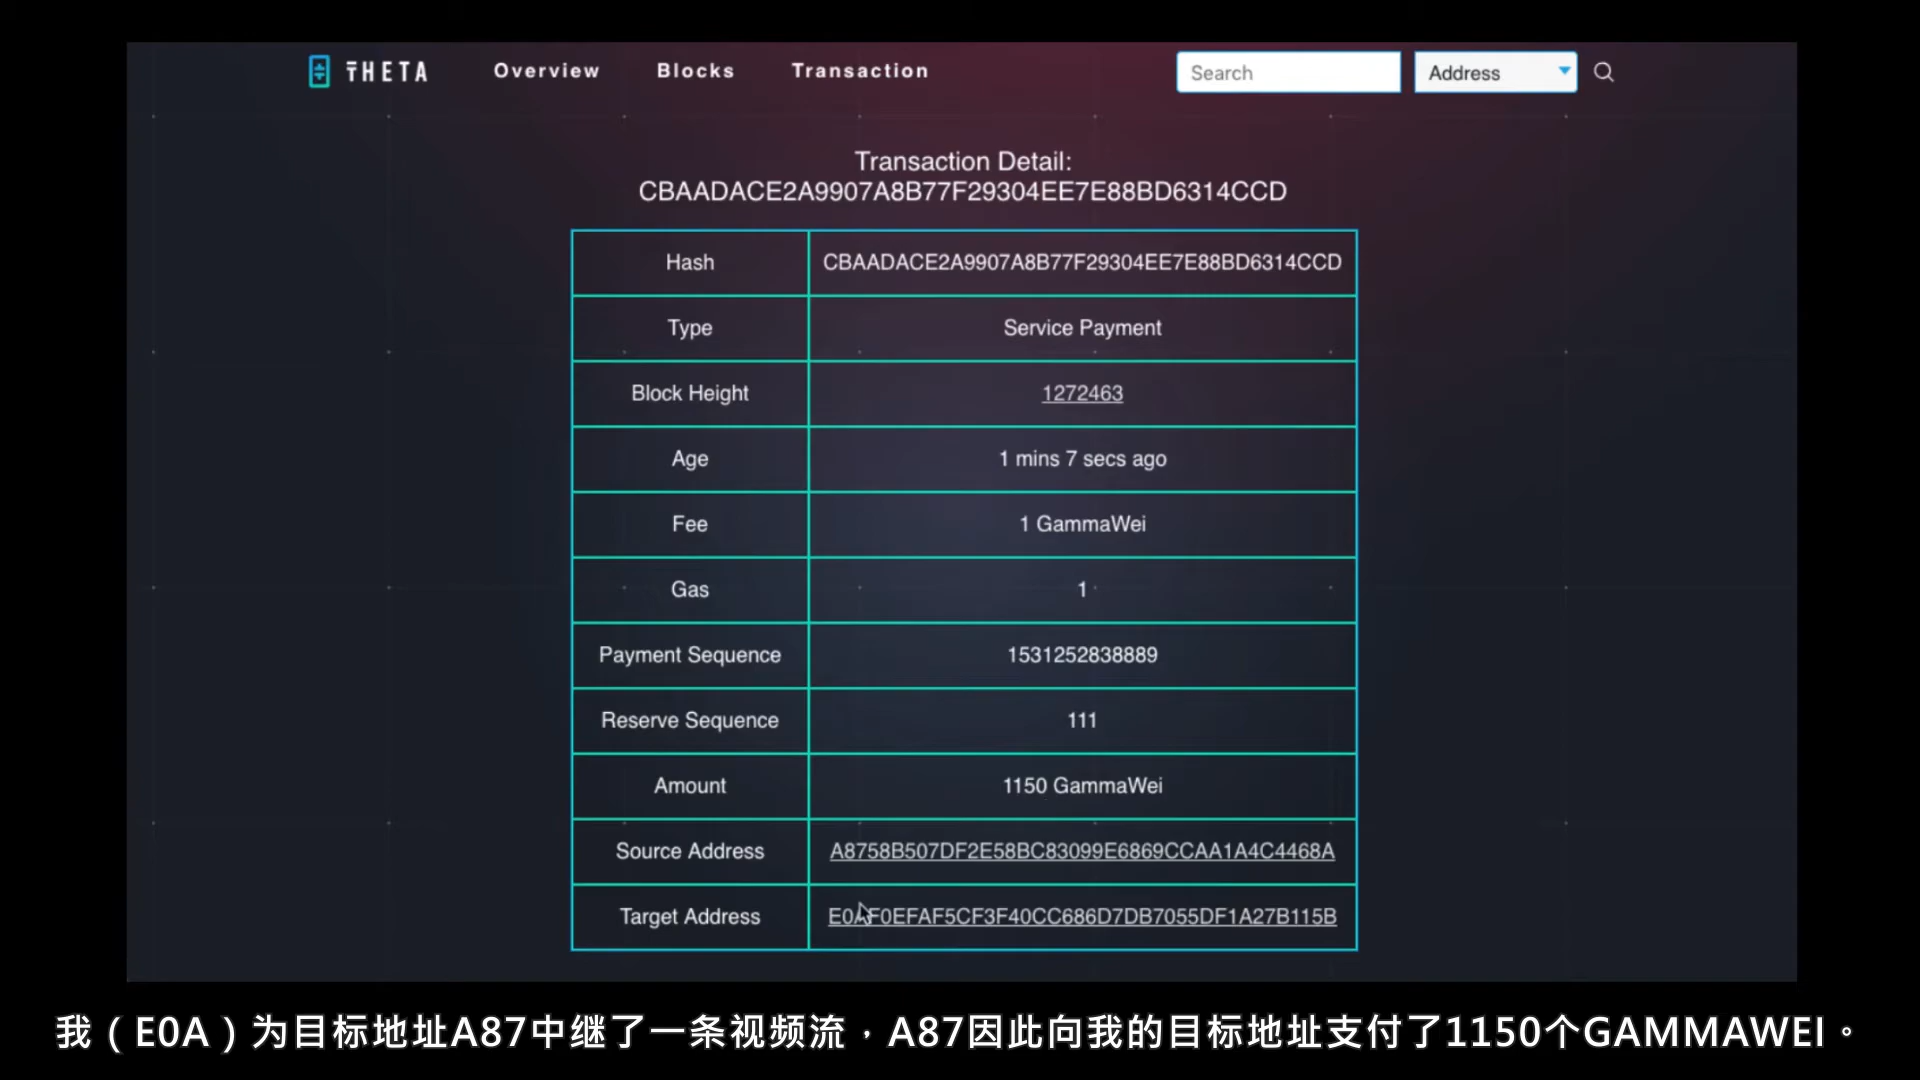 THETA Overview Blocks Transaction Search Address
Transaction Detail:
CBAADACE2A9907A8B77F29304EE7E88BD6314CCD
Hash CBAADACE2A9907A8B77F29304EE7E88BD6314CCD
Type Service Payment
Block Height 1272463
Age 1 mins 7 secs ago
Fee 1 GammaWei
Gas 1
Payment Sequence 1531252838889
Reserve Sequence 111
Amount 1150 GammaWei
Source Address A8758B507DF2E58BC83099E6869CCAA1A4C4468A
Target Address E0AF0EFAF5CF3F40CC686D7DB7055DF1A27B115B
我（E0A）为目标地址A87中继了一条视频流，A87因此向我的目标地址支付了1150个GAMMAWEI。